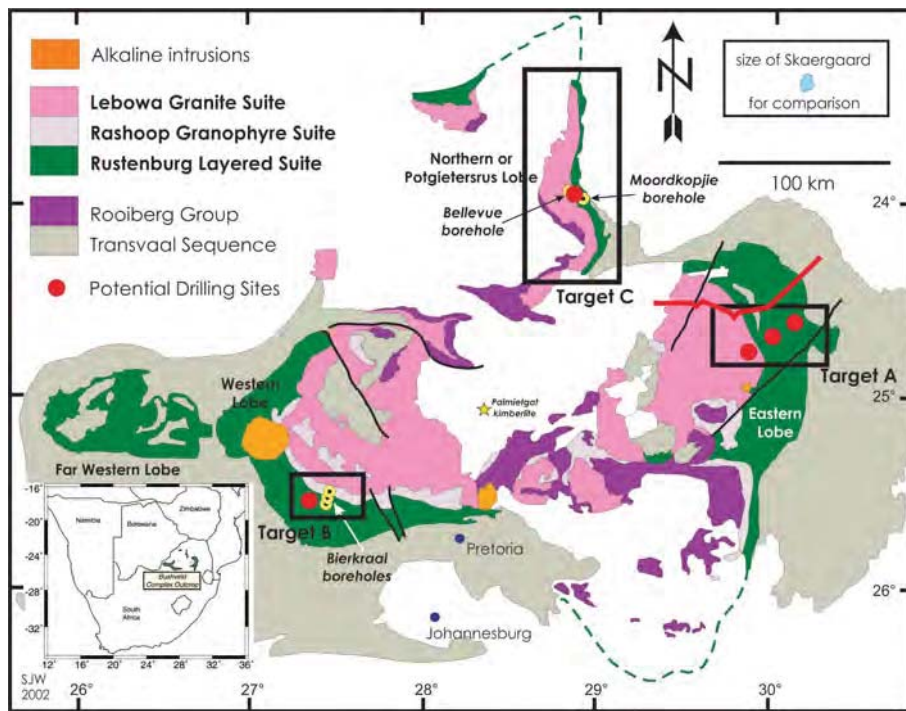 Alkaline intrusions
Lebowa Granite Suite
Rashoop Granophyre Suite
Rustenburg Layered Suite
Rooiberg Group
Transvaal Sequence
Potential Drilling Sites
N
size of Skaergaard
for comparison
100 km
24°
25°
26°
Northern or
Potgietersrus Lobe
Moordkopjie
borehole
Bellevue
borehole
Target C
Target A
Eastern
Lobe
Western
Lobe
Palmietgat
kimberlite
Far Western Lobe
Target B
Bierkraal
boreholes
Pretoria
Johannesburg
-16°
-20°
-24°
-28°
-32°
Namibia
Botswana
Zimbabwe
Bushveld
Complex Outcrop
South
Africa
12°
16°
20°
24°
28°
32°
36°
SJW
2002
26°
27°
28°
29°
30°